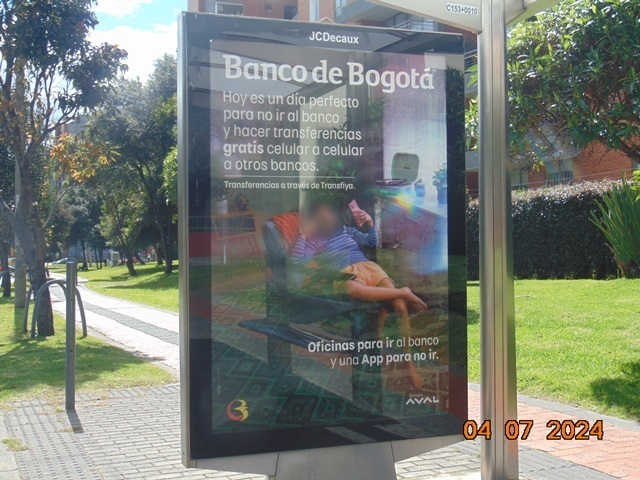 C153+0010
JCDecaux
Banco de Bogotá
Hoy es un día perfecto
para no ir al banco
y hacer transferencias
gratis celular a celular
a otros bancos.
Transferencias a través de Transfiya.
Oficinas para ir al banco
y una App para no ir.
AVAL
04 07 2024